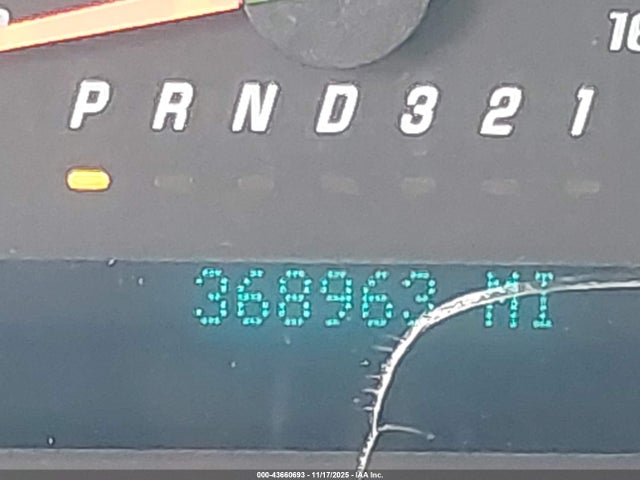 P R N D 3 2 1
368963 MI
000-43660693 - 11/17/2025 - IAA Inc.